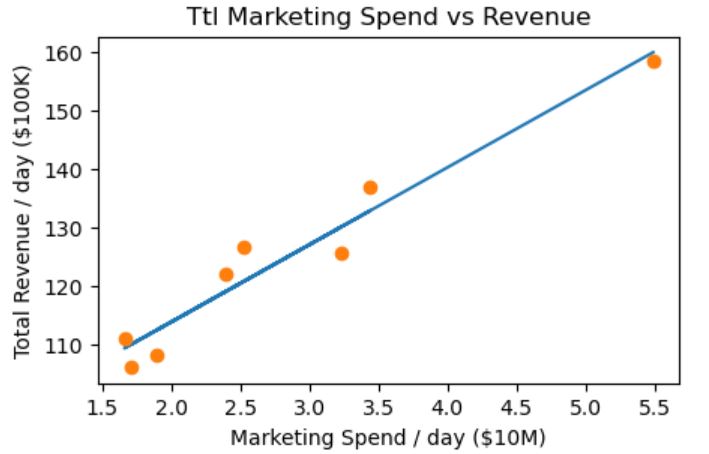 Ttl Marketing Spend vs Revenue
Total Revenue / day ($100K)
160
150
140
130
120
110
1.5 2.0 2.5 3.0 3.5 4.0 4.5 5.0 5.5
Marketing Spend / day ($10M)